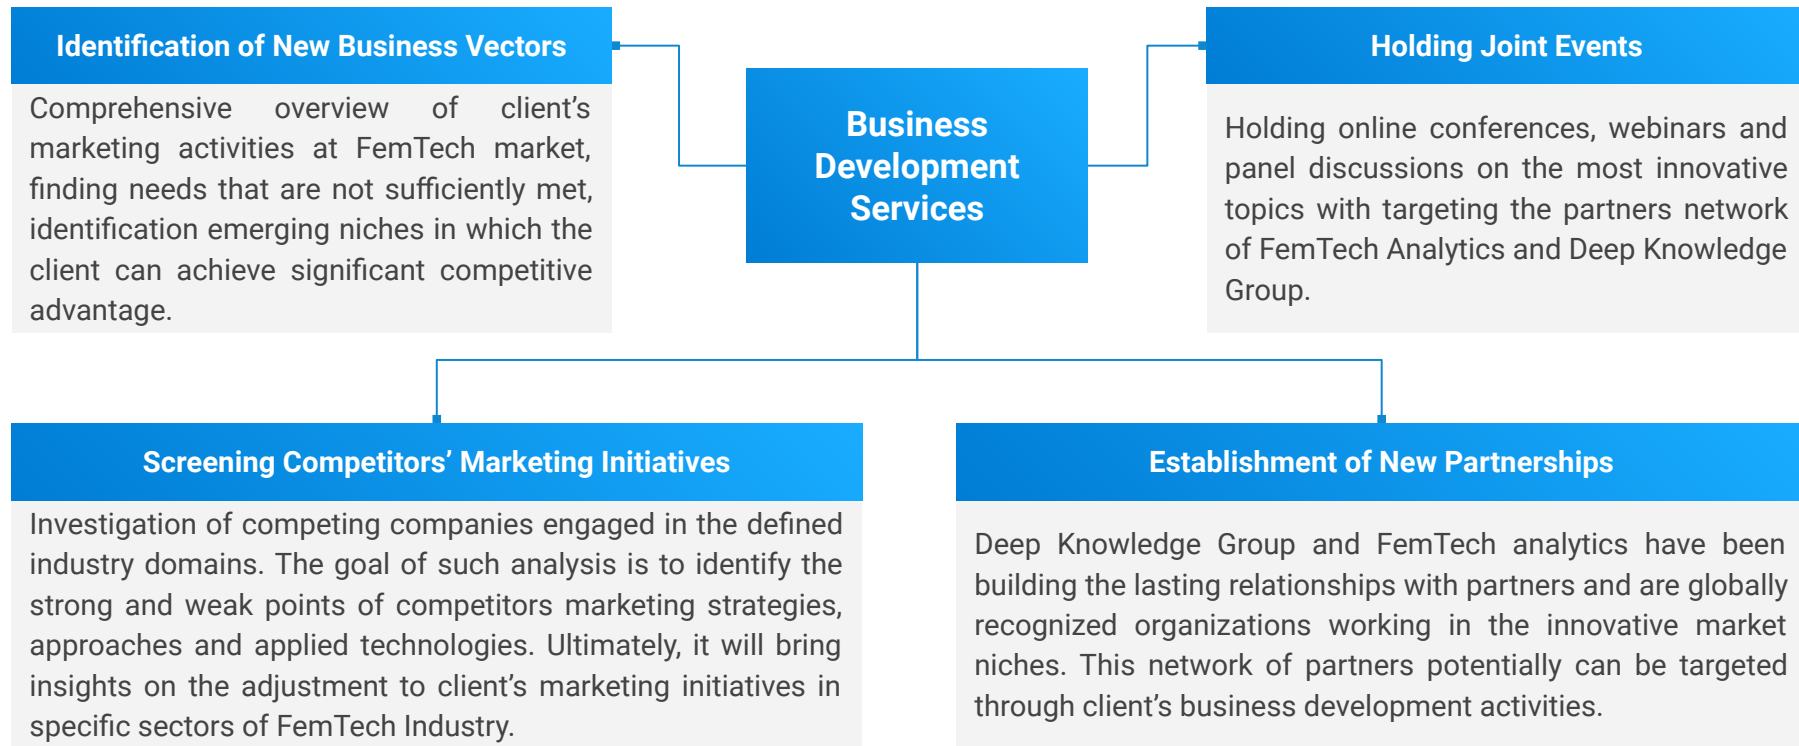 Identification of New Business Vectors
Comprehensive overview of client's
marketing activities at FemTech market,
finding needs that are not sufficiently met,
identification emerging niches in which the
client can achieve significant competitive
advantage.
Business
Development
Services
Holding Joint Events
Holding online conferences, webinars and
panel discussions on the most innovative
topics with targeting the partners network
of FemTech Analytics and Deep Knowledge
Group.
Screening Competitors’ Marketing Initiatives
Investigation of competing companies engaged in the defined
industry domains. The goal of such analysis is to identify the
strong and weak points of competitors marketing strategies,
approaches and applied technologies. Ultimately, it will bring
insights on the adjustment to client’s marketing initiatives in
specific sectors of FemTech Industry.
Establishment of New Partnerships
Deep Knowledge Group and FemTech analytics have been
building the lasting relationships with partners and are globally
recognized organizations working in the innovative market
niches. This network of partners potentially can be targeted
through client’s business development activities.